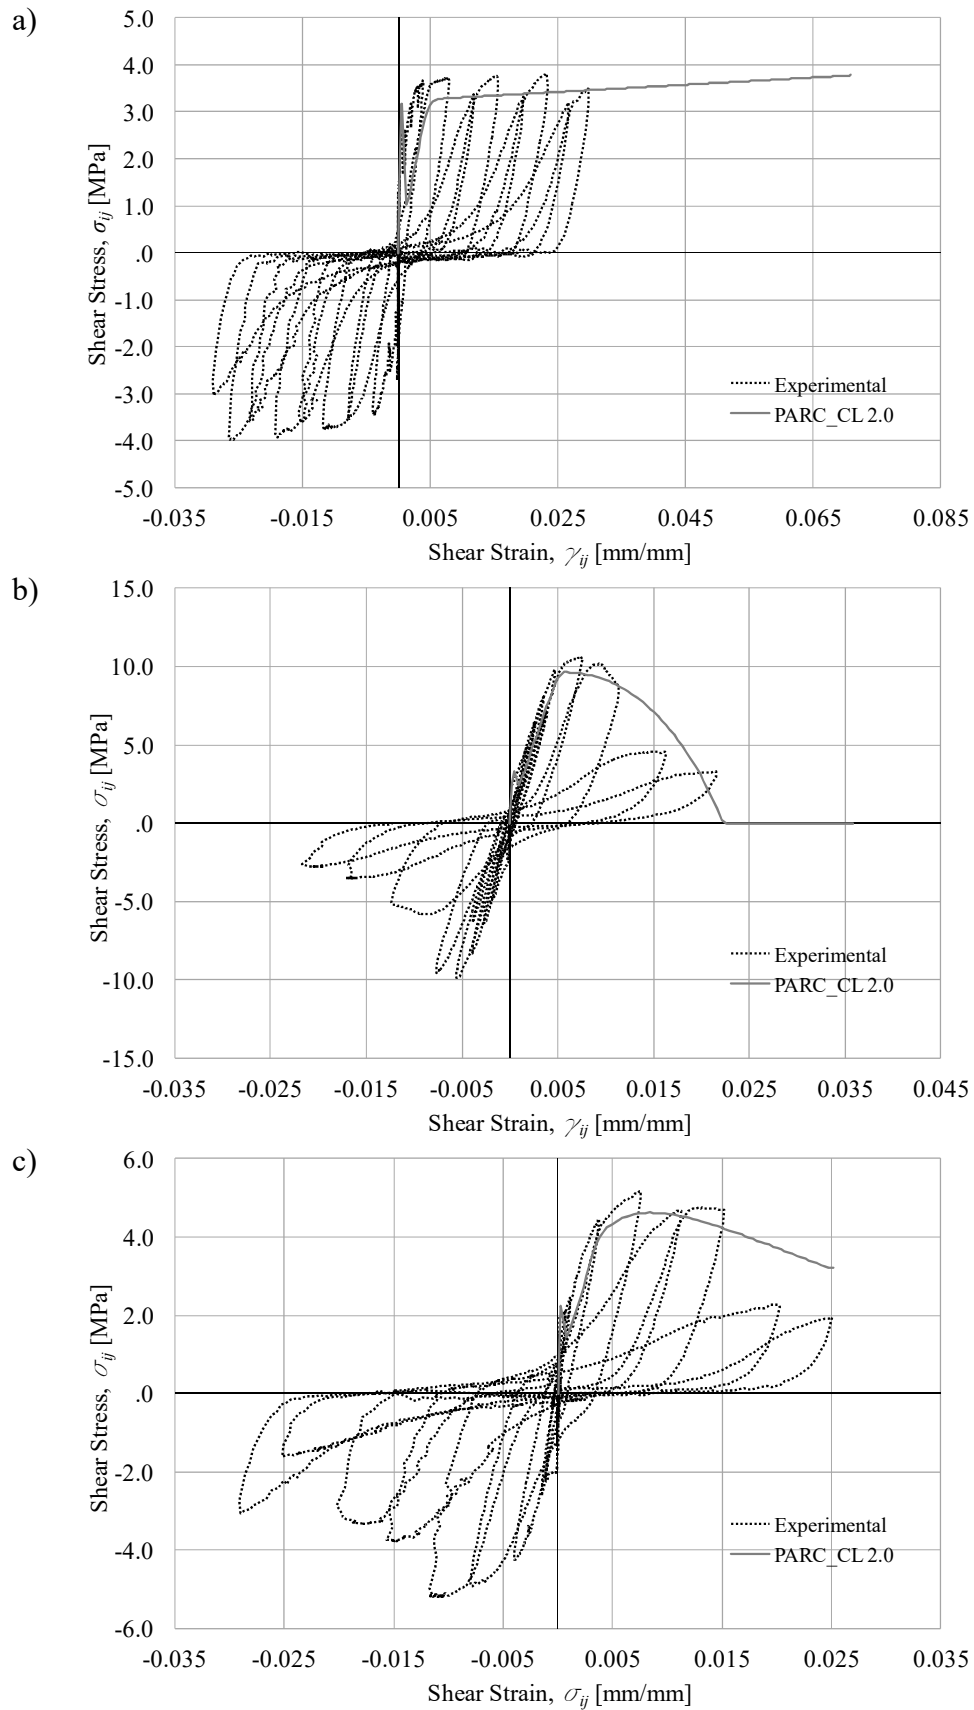 a)
5.0
4.0
3.0
2.0
1.0
.0
-1.0
-2.0
-3.0
-4.0
-5.0
Shear Stress, σij [MPa]
Experimental
PARC_CL 2.0
-0.035 -0.015 0.005 0.025 0.045 0.065 0.085
Shear Strain, γij [mm/mm]
b)
15.0
10.0
5.0
.0
-5.0
-10.0
-15.0
Shear Stress, σij [MPa]
Experimental
PARC_CL 2.0
-0.035 -0.025 -0.015 -0.005 0.005 0.015 0.025 0.035 0.045
Shear Strain, γij [mm/mm]
c)
6.0
4.0
2.0
.0
-2.0
-4.0
-6.0
Shear Stress, σij [MPa]
Experimental
PARC_CL 2.0
-0.035 -0.025 -0.015 -0.005 0.005 0.015 0.025 0.035
Shear Strain, σij [mm/mm]